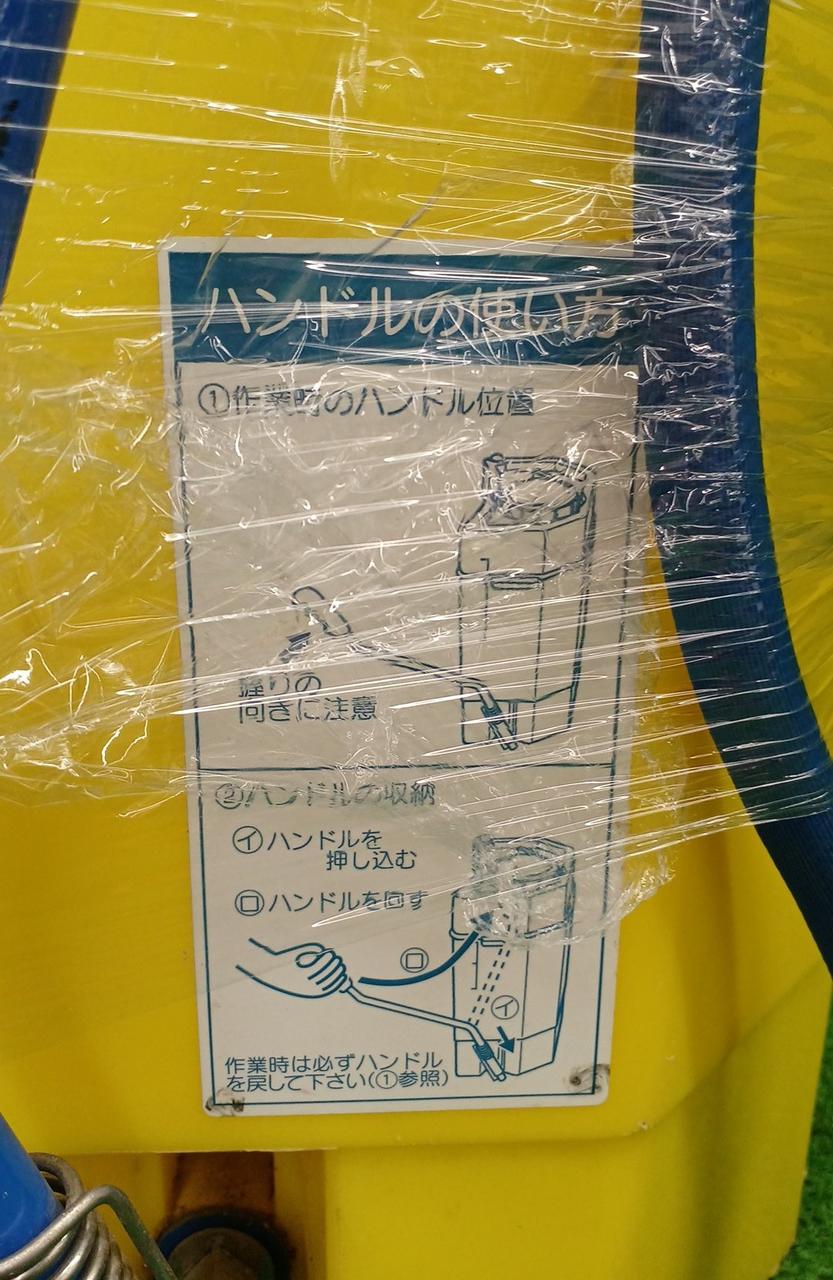 ハンドルの使い方
①作業時のハンドル位置
握りの
向きに注意
②ハンドルの収納
㋑ハンドルを
押し込む
㋺ハンドルを回す
㋺
㋑
作業時は必ずハンドル
を戻して下さい(①参照)